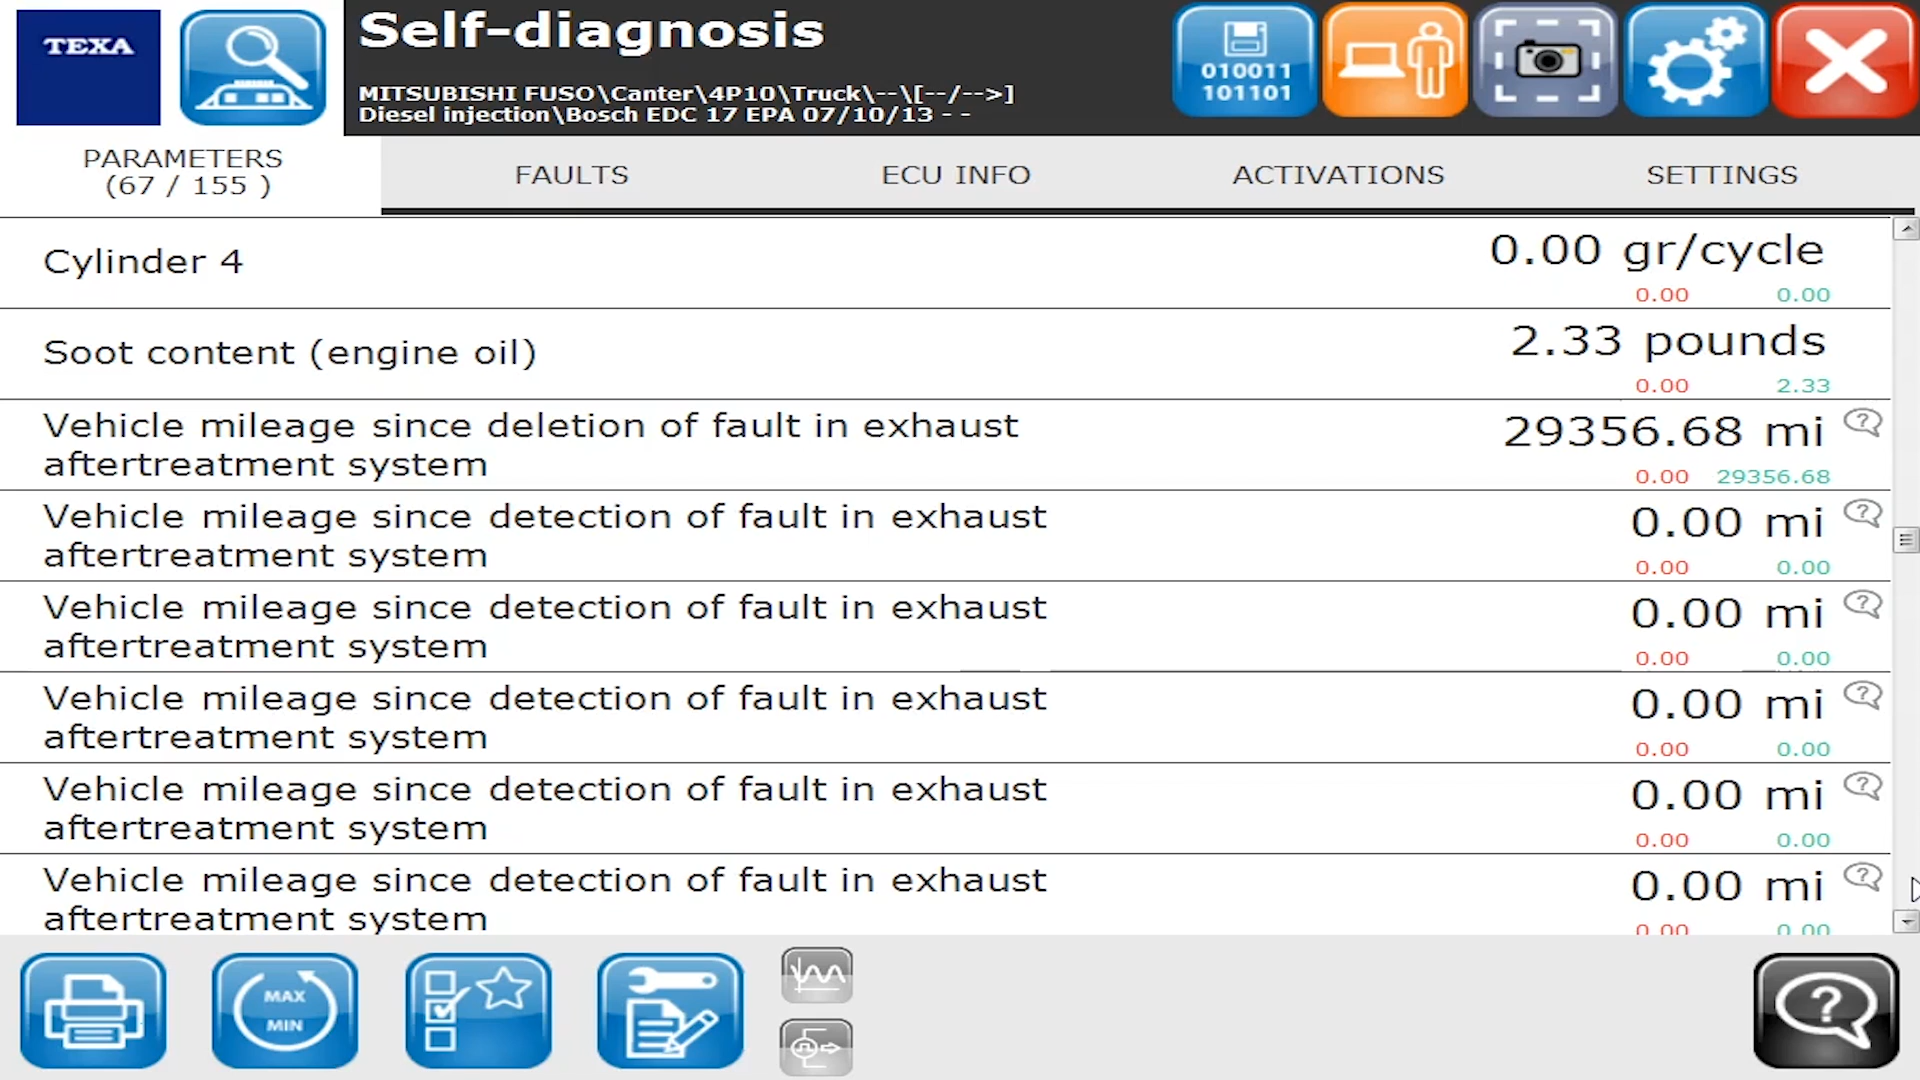 TEXA
Self-diagnosis
MITSUBISHI FUSO\Canter\4P10\Truck\--\[--/-->]
Diesel injection\Bosch EDC 17 EPA 07/10/13 - -
010011
101101
PARAMETERS
(67 / 155 )
FAULTS
ECU INFO
ACTIVATIONS
SETTINGS
Cylinder 4
0.00 gr/cycle
0.00 0.00
Soot content (engine oil)
2.33 pounds
0.00 2.33
Vehicle mileage since deletion of fault in exhaust
aftertreatment system
29356.68 mi
0.00 29356.68
Vehicle mileage since detection of fault in exhaust
aftertreatment system
0.00 mi
0.00 0.00
Vehicle mileage since detection of fault in exhaust
aftertreatment system
0.00 mi
0.00 0.00
Vehicle mileage since detection of fault in exhaust
aftertreatment system
0.00 mi
0.00 0.00
Vehicle mileage since detection of fault in exhaust
aftertreatment system
0.00 mi
0.00 0.00
Vehicle mileage since detection of fault in exhaust
aftertreatment system
0.00 mi
0.00 0.00
MAX
MIN